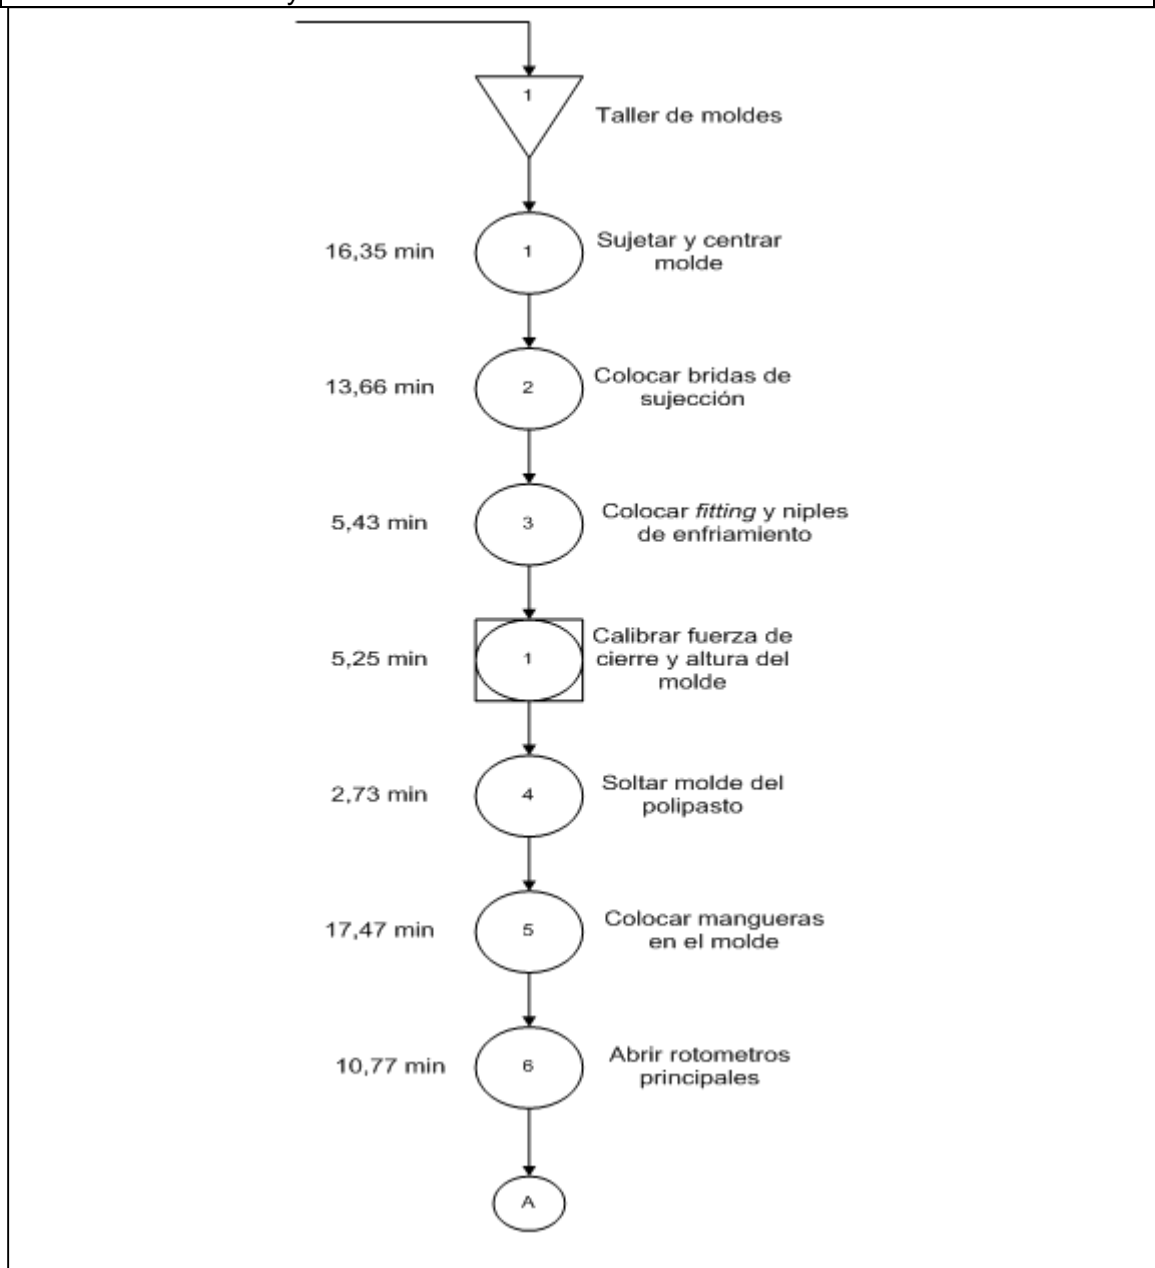 y
1
Taller de moldes
16,35 min
1
Sujetar y centrar
molde
13,66 min
2
Colocar bridas de
sujección
5,43 min
3
Colocar fitting y niples
de enfriamiento
5,25 min
1
Calibrar fuerza de
cierre y altura del
molde
2,73 min
4
Soltar molde del
polipasto
17,47 min
5
Colocar mangueras
en el molde
10,77 min
6
Abrir rotometros
principales
A